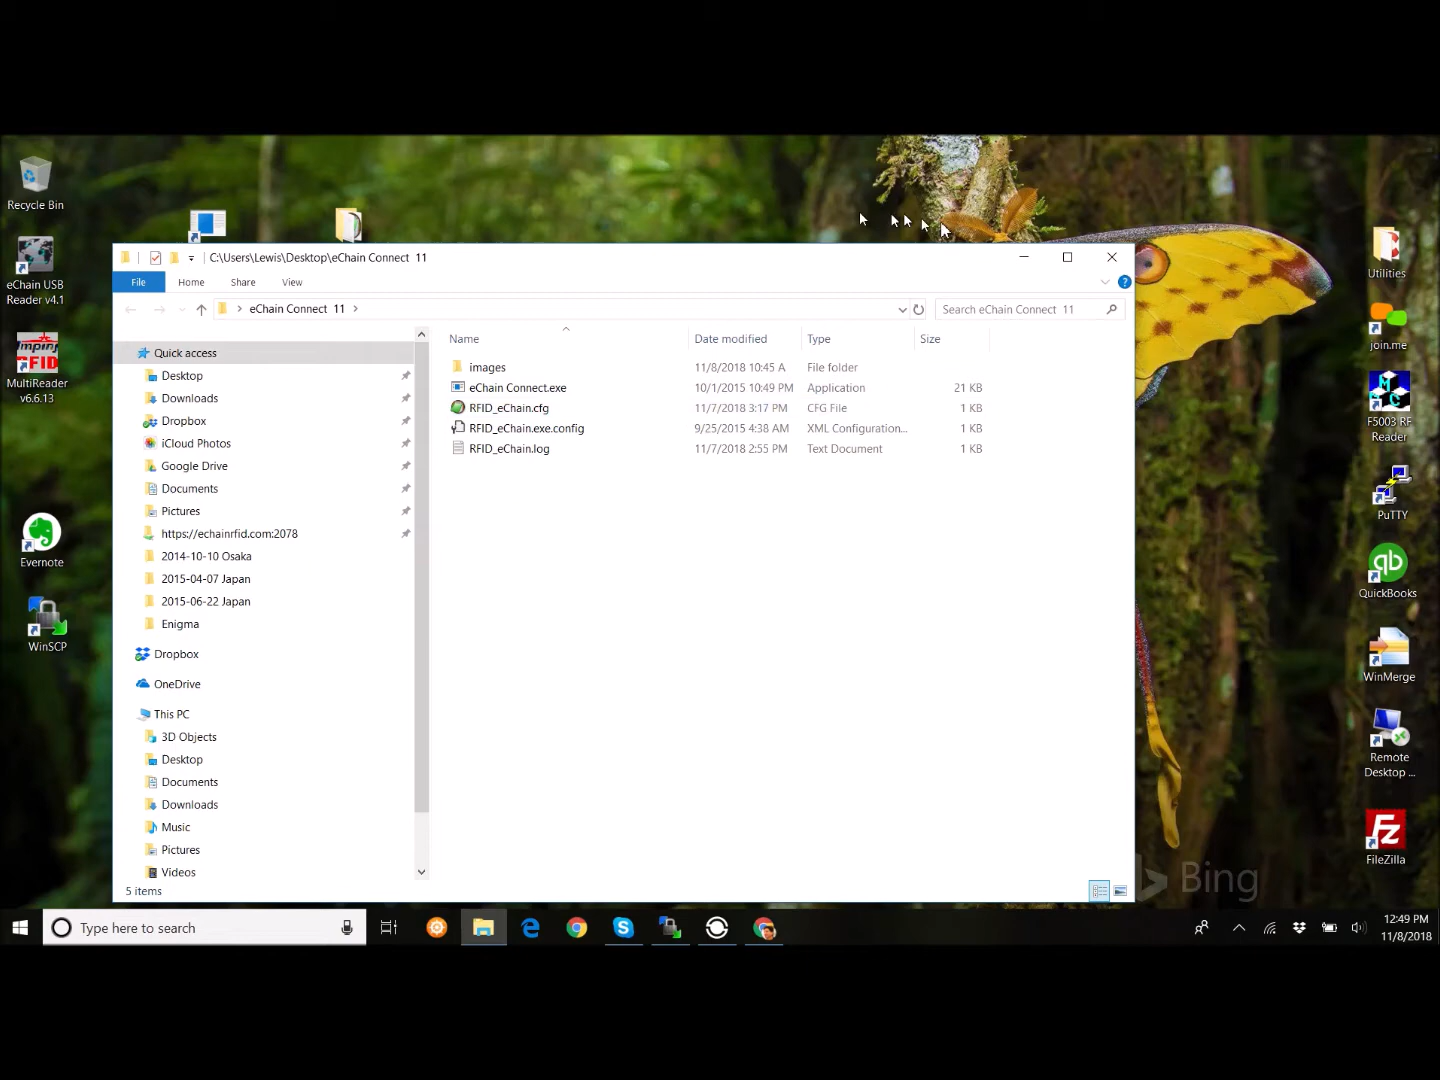 Recycle Bin
eChain USB
Reader v4.1
impinj
RFID
MultiReader
v6.6.13
Evernote
WinSCP
C:\Users\Lewis\Desktop\eChain Connect  11
File
Home
Share
View
eChain Connect  11
Search eChain Connect  11
Quick access
Desktop
Downloads
Dropbox
iCloud Photos
Google Drive
Documents
Pictures
https://echainrfid.com:2078
2014-10-10 Osaka
2015-04-07 Japan
2015-06-22 Japan
Enigma
Dropbox
OneDrive
This PC
3D Objects
Desktop
Documents
Downloads
Music
Pictures
Videos
5 items
Name Date modified Type Size
images 11/8/2018 10:45 A File folder
eChain Connect.exe 10/1/2015 10:49 PM Application 21 KB
RFID_eChain.cfg 11/7/2018 3:17 PM CFG File 1 KB
RFID_eChain.exe.config 9/25/2015 4:38 AM XML Configuration... 1 KB
RFID_eChain.log 11/7/2018 2:55 PM Text Document 1 KB
Utilities
join.me
F5003 RF
Reader
PuTTY
qb
QuickBooks
WinMerge
Remote
Desktop ...
Fz
FileZilla
Bing
Type here to search
12:49 PM
11/8/2018